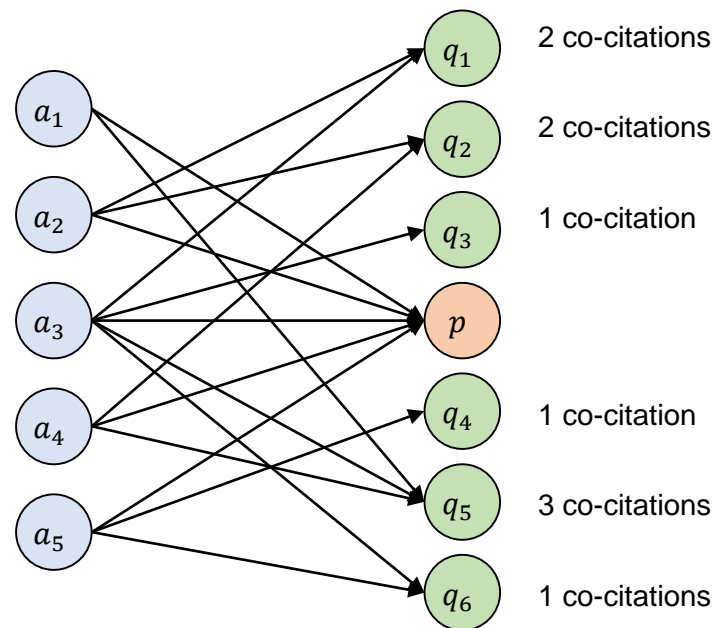 a₁
a₂
a₃
a₄
a₅
q₁ 2 co-citations
q₂ 2 co-citations
q₃ 1 co-citation
p
q₄ 1 co-citation
q₅ 3 co-citations
q₆ 1 co-citations